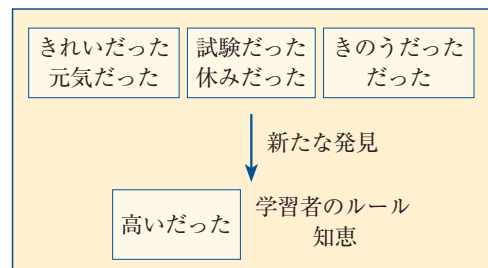 きれいだった
元気だった
試験だった
休みだった
きのうだった
だった
新たな発見
高いだった
学習者のルール
知恵